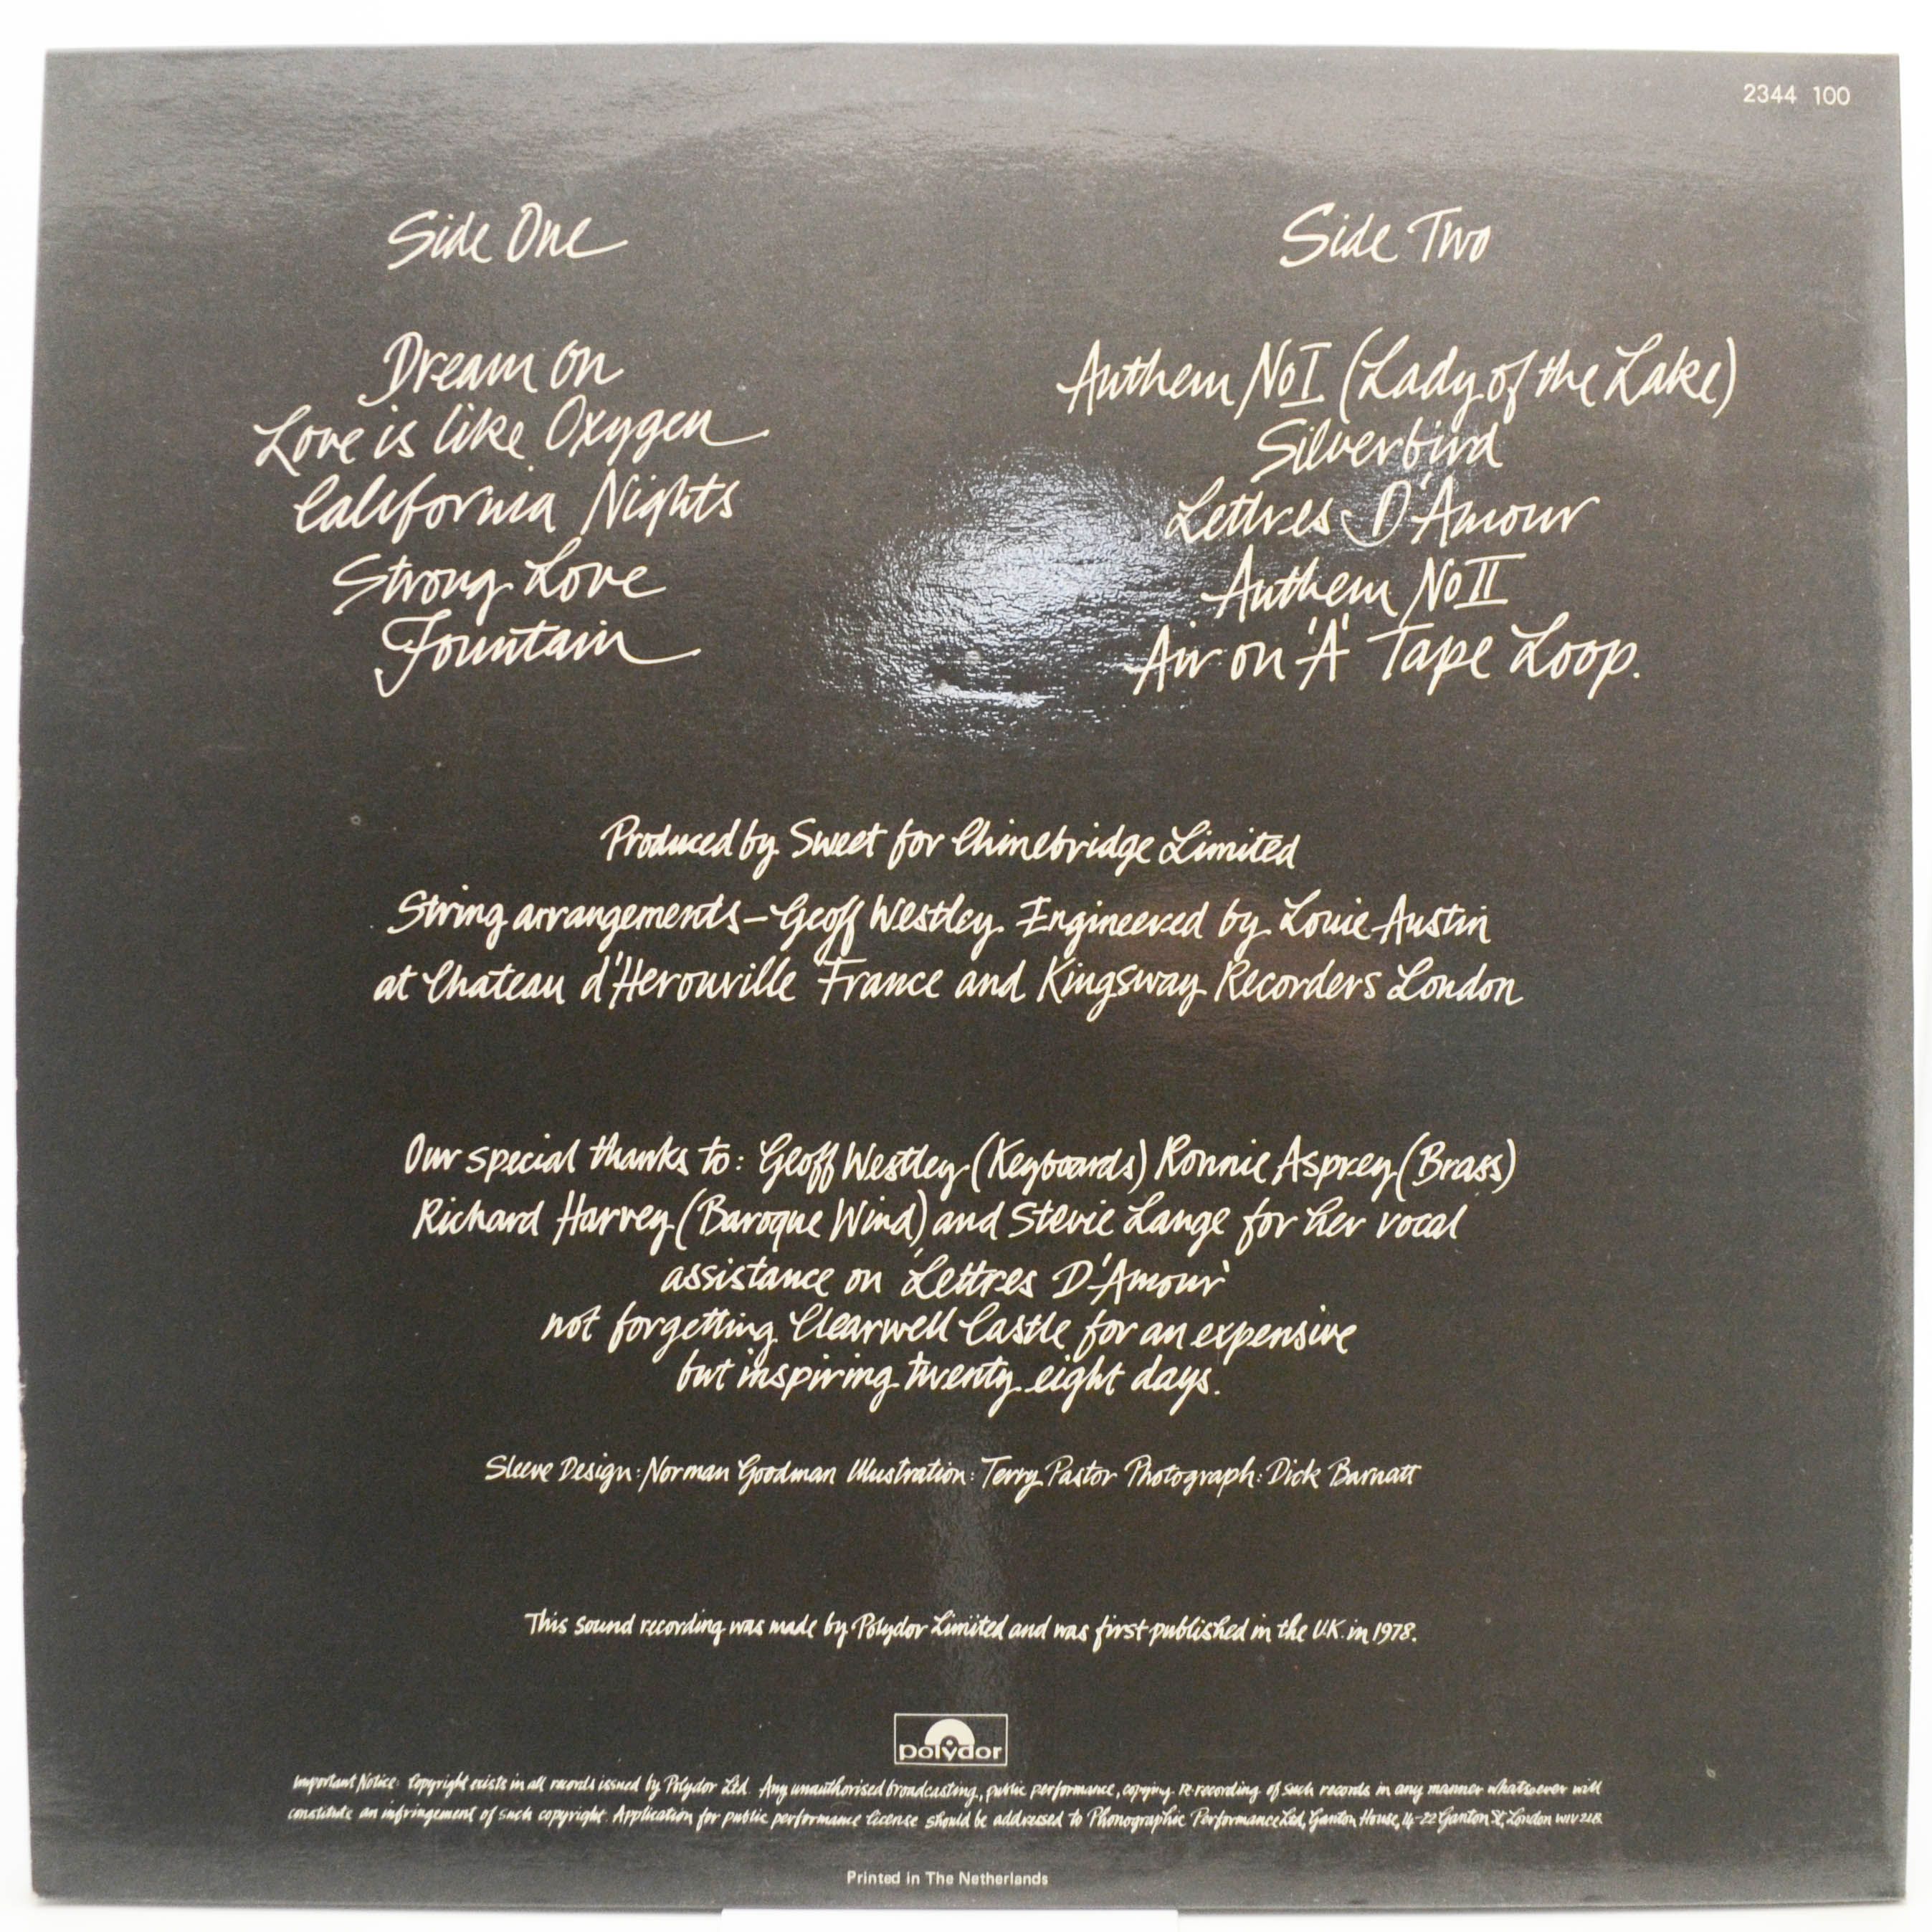 2344 100
Side One
Dream On
Love is like Oxygen
California Nights
Strong Love
Fountain
Side Two
Anthem No I (Lady of the Lake)
Silverbird
Lettres D'Amour
Anthem No II
Air on 'A' Tape Loop.
Produced by Sweet for Chinebridge Limited
String arrangements – Geoff Westley. Engineered by Louie Austin
at Chateau d'Herouville France and Kingsway Recorders London
Our special thanks to: Geoff Westley (Keyboards) Ronnie Asprey (Brass)
Richard Harvey (Baroque Wind) and Stevie Lange for her vocal
assistance on 'Lettres D'Amour'
not forgetting Clearwell Castle for an expensive
but inspiring twenty eight days.
Sleeve Design: Norman Goodman Illustration: Terry Pastor Photograph: Dick Barnatt
This sound recording was made by Polydor Limited and was first published in the U.K. in 1978.
polydor
Important Notice: Copyright exists in all records issued by Polydor Ltd. Any unauthorised broadcasting, public performance, copying re-recording of such records in any manner whatsoever will
constitute an infringement of such copyright. Application for public performance license should be addressed to Phonographic Performance Ltd, Ganton House, 14-22 Ganton St, London W1V 2LB.
Printed in The Netherlands